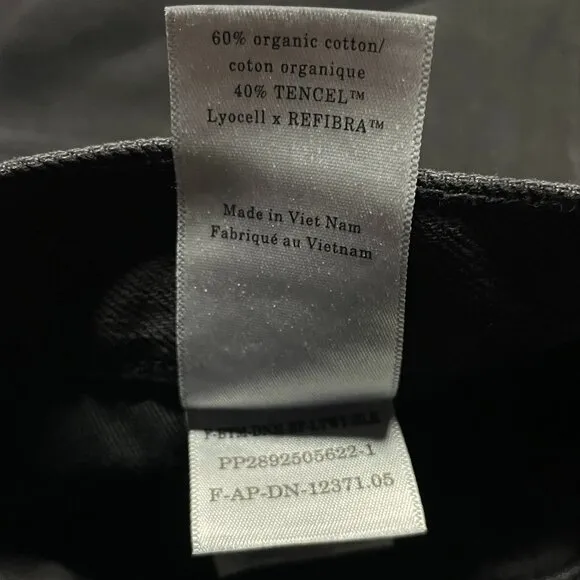 60% organic cotton/
coton organique
40% TENCEL™
Lyocell x REFIBRA™
Made in Viet Nam
Fabriqué au Vietnam
PP2892505622-1
F-AP-DN-12371.05